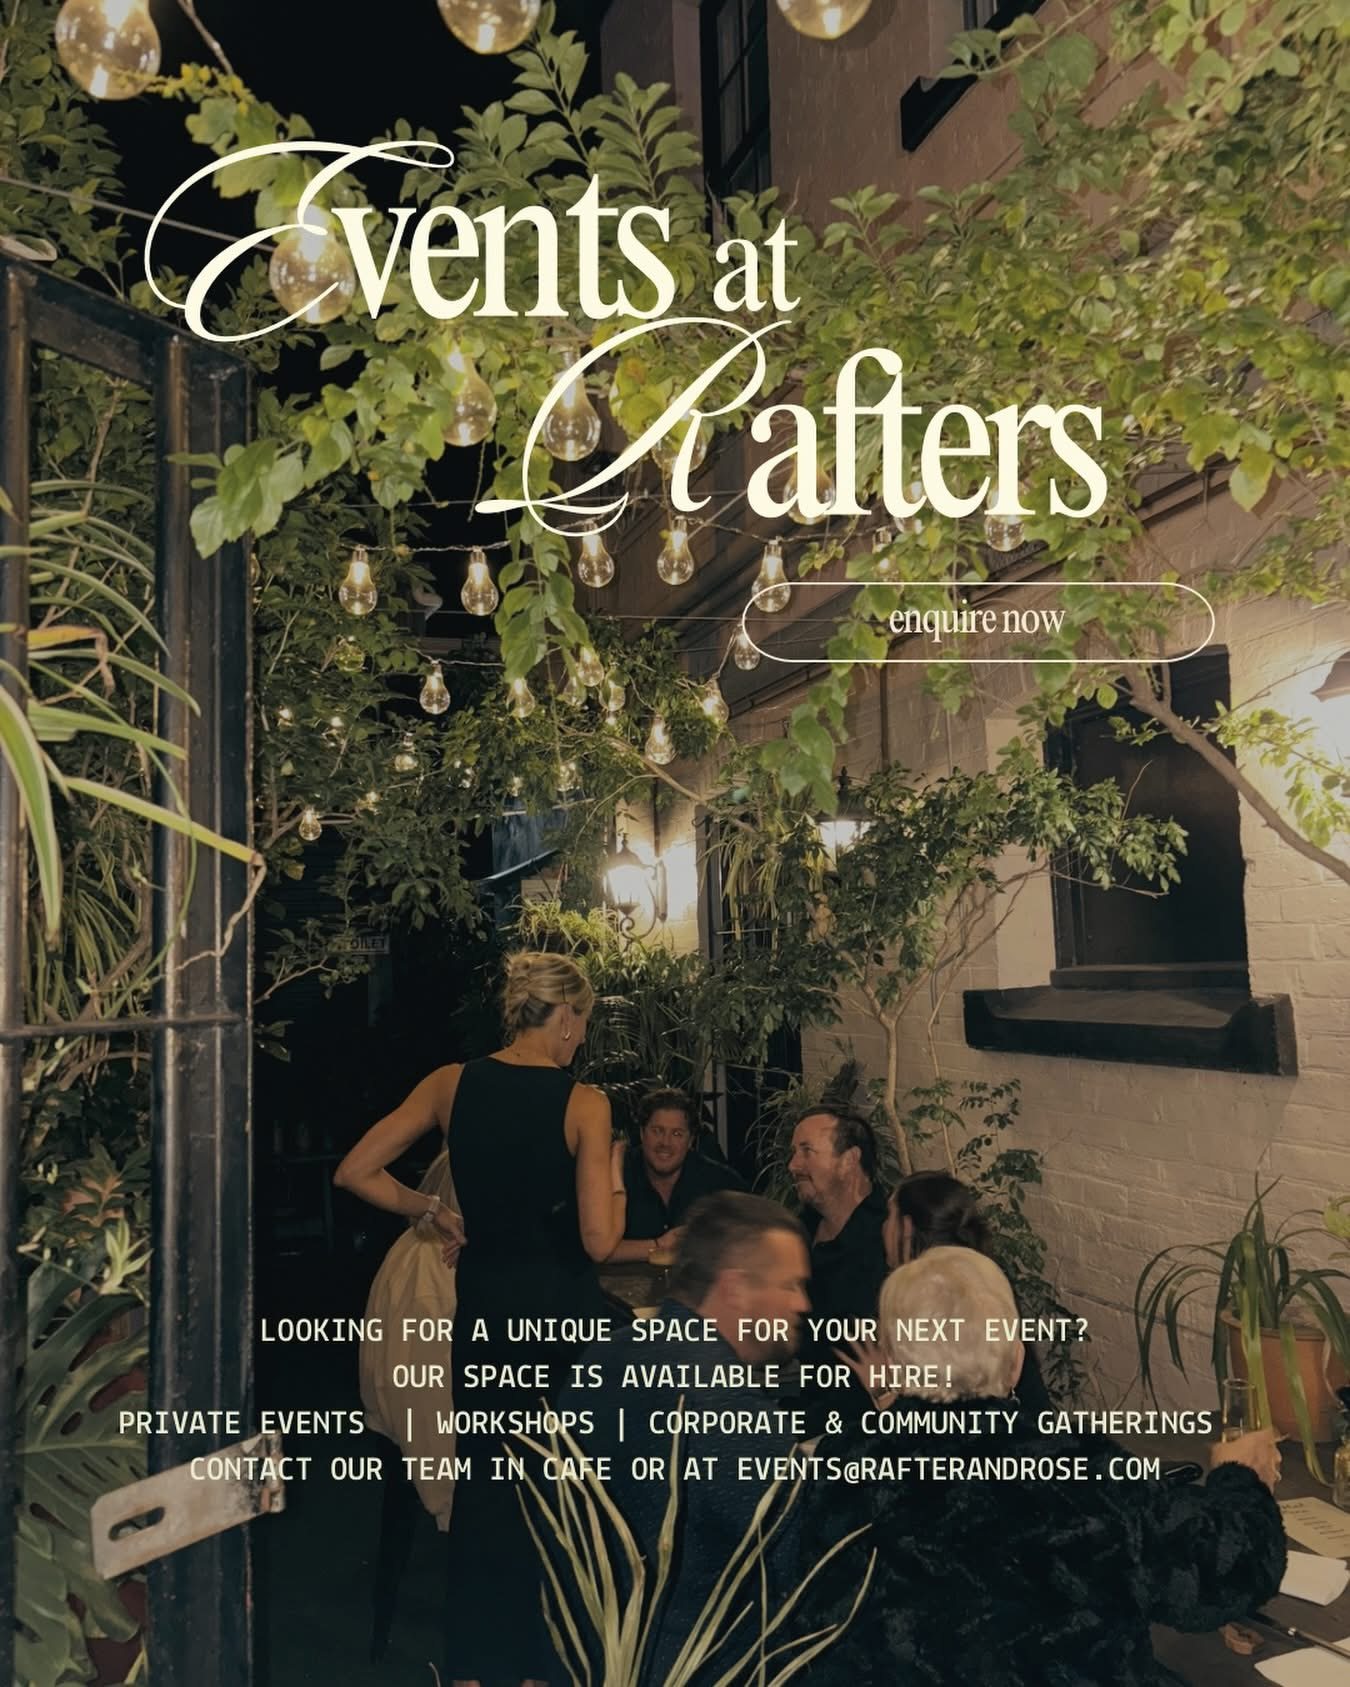 Events at
Rafters
enquire now
LOOKING FOR A UNIQUE SPACE FOR YOUR NEXT EVENT?
OUR SPACE IS AVAILABLE FOR HIRE!
PRIVATE EVENTS | WORKSHOPS | CORPORATE & COMMUNITY GATHERINGS
CONTACT OUR TEAM IN CAFE OR AT EVENTS@RAFTERANDROSE.COM